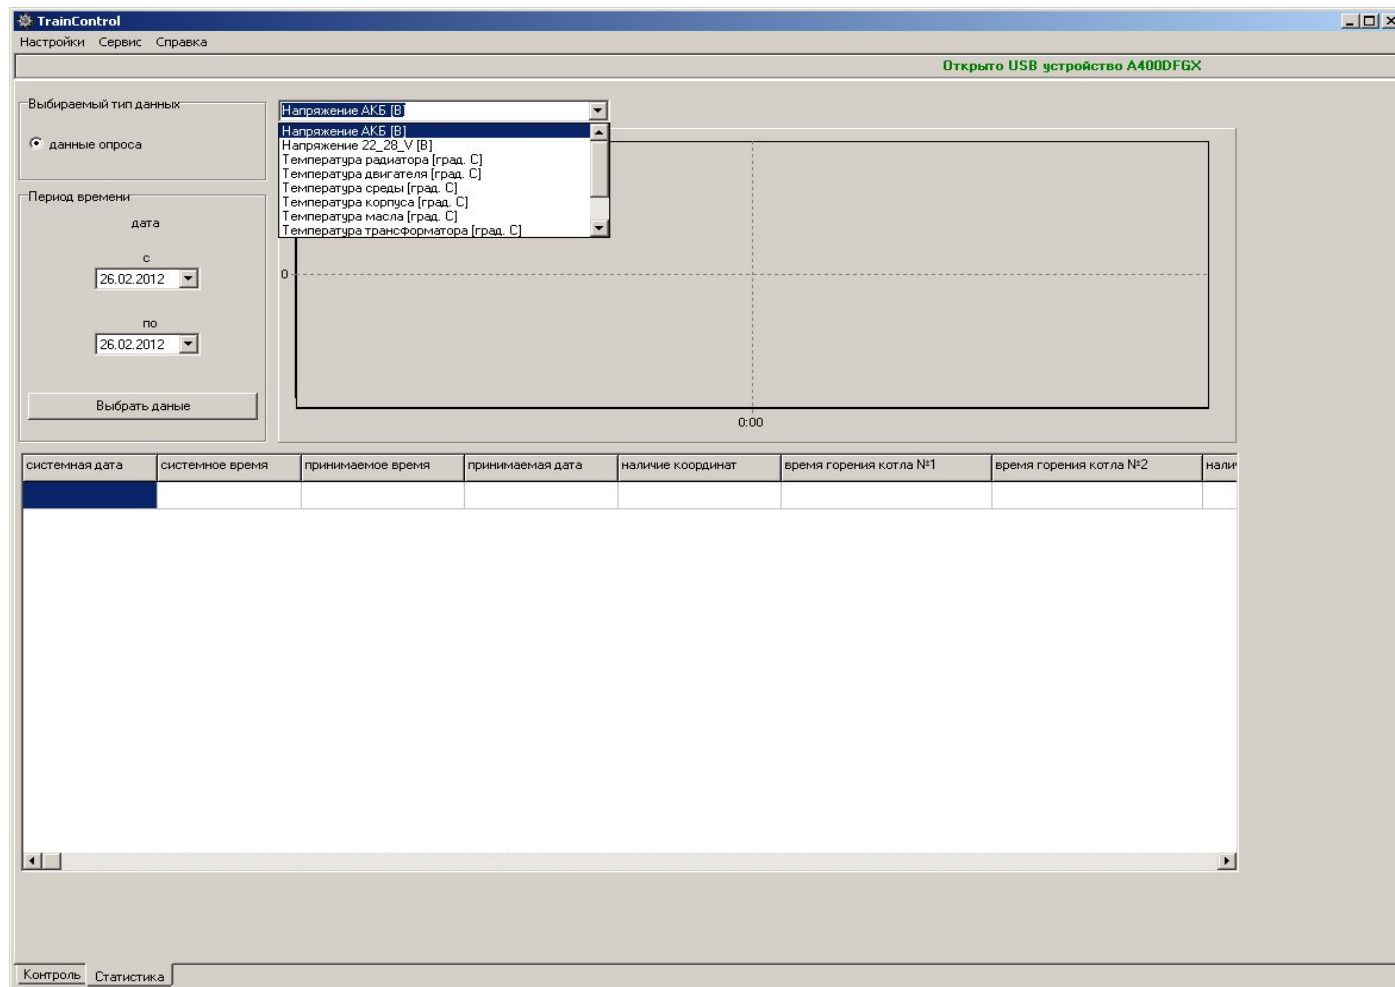 TrainControl
Настройки Сервис Справка
Открыто USB устройство A400DFGX
Выбираемый тип данных
данные опроса
Напряжение АКБ [В]
Напряжение АКБ [В]
Напряжение 22_28_V [В]
Температура радиатора [град. С]
Температура двигателя [град. С]
Температура среды [град. С]
Температура корпуса [град. С]
Температура масла [град. С]
Температура трансформатора [град. С]
Период времени
дата
с
26.02.2012
по
26.02.2012
Выбрать даные
0
0:00
системная дата системное время принимаемое время принимаемая дата наличие координат время горения котла №1 время горения котла №2 нали
Контроль Статистика